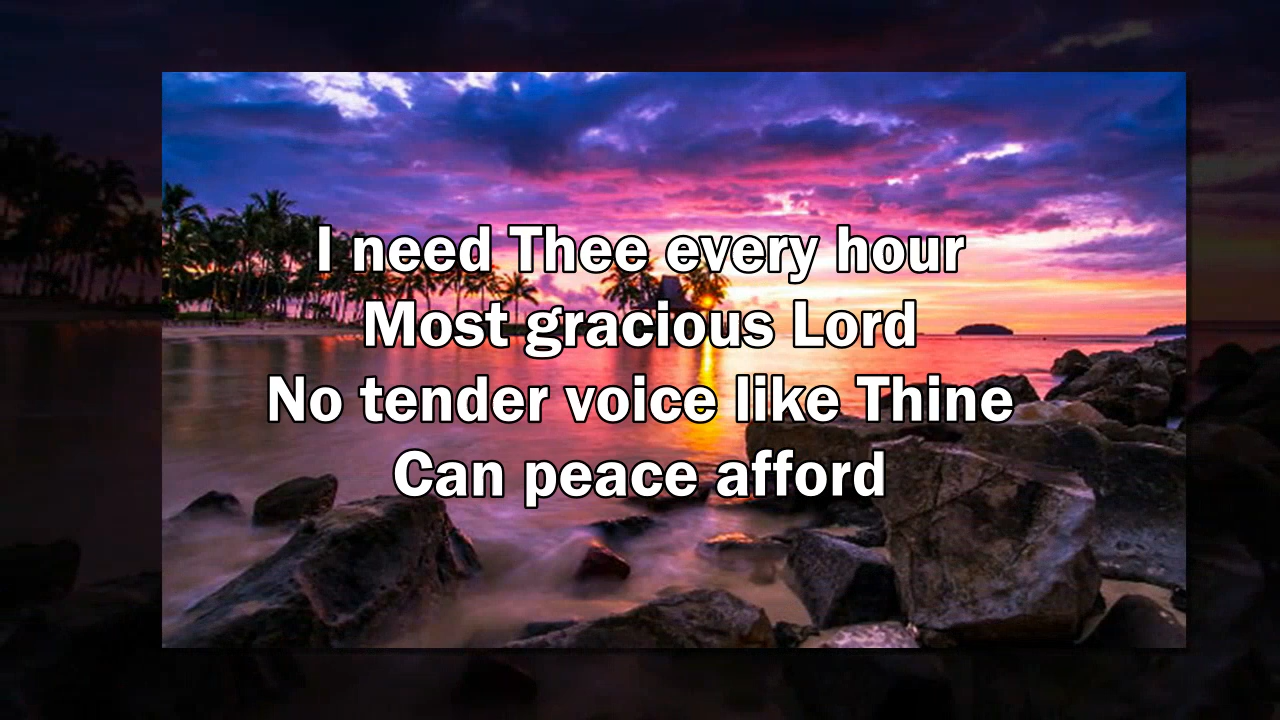 I need Thee every hour
Most gracious Lord
No tender voice like Thine
Can peace afford